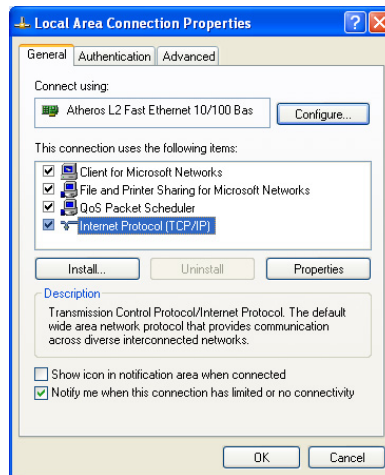 Local Area Connection Properties
General Authentication Advanced
Connect using:
Atheros L2 Fast Ethernet 10/100 Bas Configure...
This connection uses the following items:
Client for Microsoft Networks
File and Printer Sharing for Microsoft Networks
QoS Packet Scheduler
Internet Protocol (TCP/IP)
Install... Uninstall Properties
Description
Transmission Control Protocol/Internet Protocol. The default
wide area network protocol that provides communication
across diverse interconnected networks.
Show icon in notification area when connected
Notify me when this connection has limited or no connectivity
OK Cancel